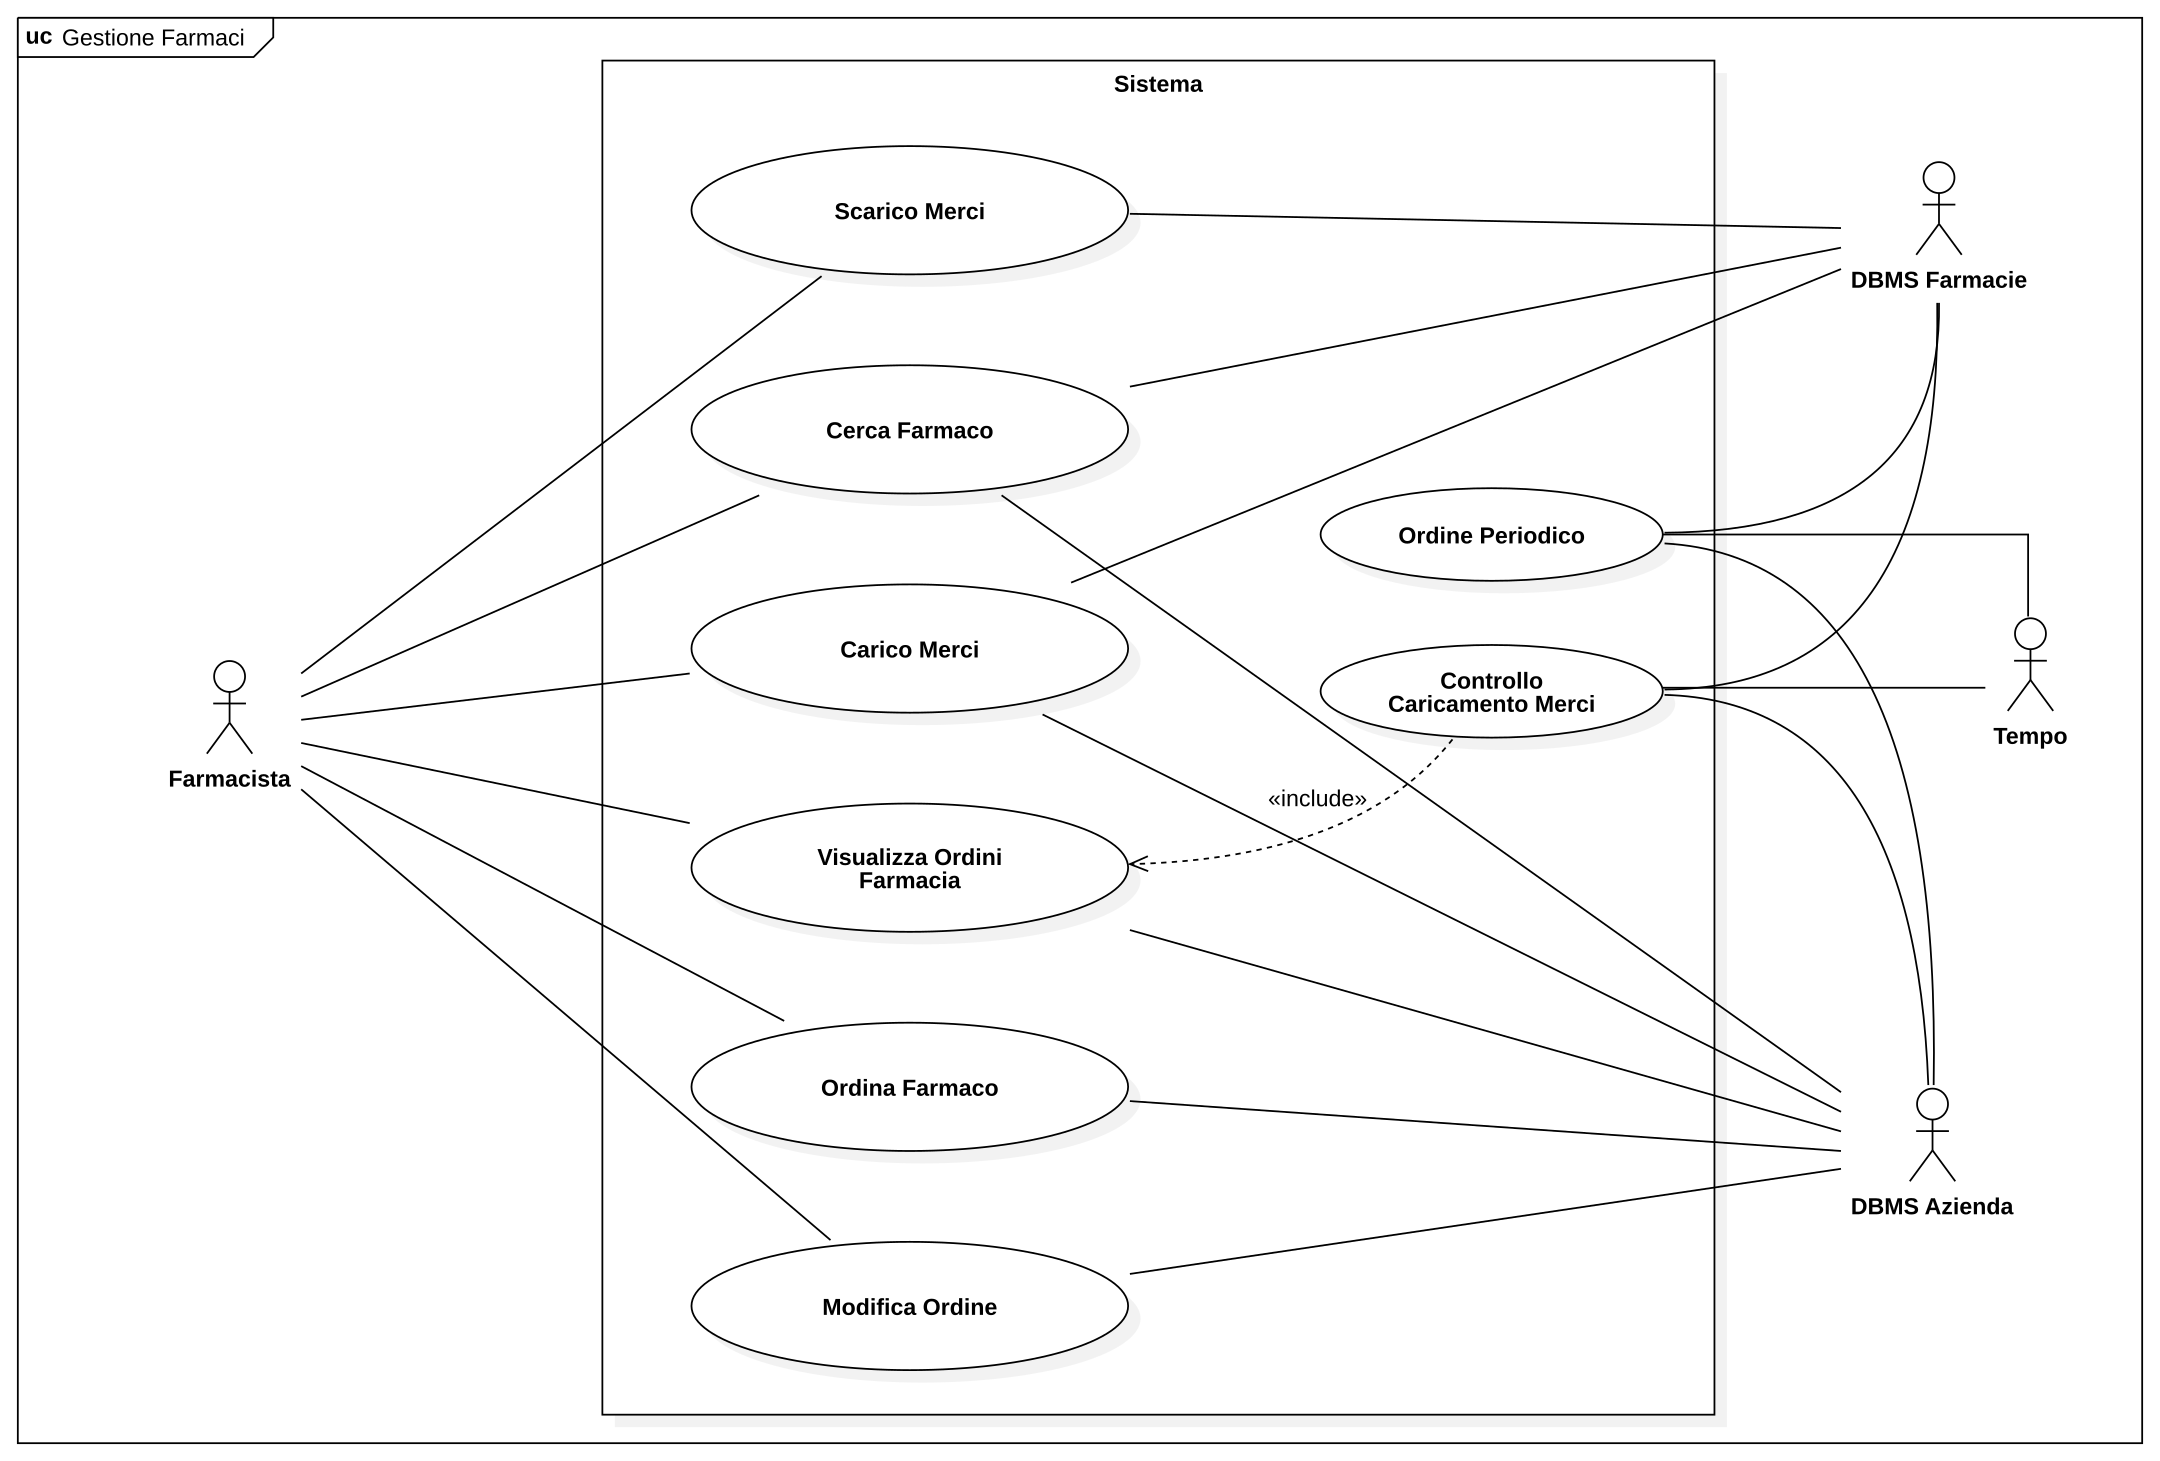 uc Gestione Farmaci
Sistema
Scarico Merci
DBMS Farmacie
Cerca Farmaco
Ordine Periodico
Carico Merci
Controllo
Caricamento Merci
Tempo
Farmacista
«include»
Visualizza Ordini
Farmacia
Ordina Farmaco
DBMS Azienda
Modifica Ordine